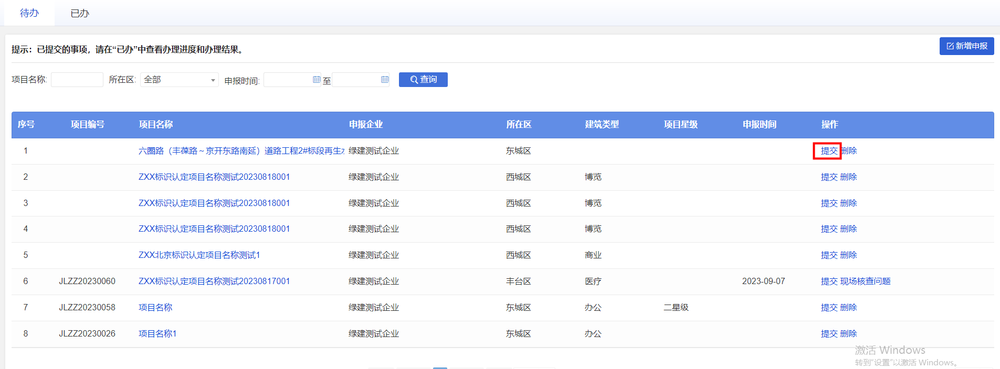 待办 已办
提示：已提交的事项，请在“已办”中查看办理进度和办理结果。 新增申报
项目名称: 所在区: 全部 申报时间: 至 查询
序号 项目编号 项目名称 申报企业 所在区 建筑类型 项目星级 申报时间 操作
1 六圈路（丰葆路～京开东路南延）道路工程2#标段再生 绿建测试企业 东城区 提交 删除
2 ZXX标识认定项目名称测试20230818001 绿建测试企业 西城区 博览 提交 删除
3 ZXX标识认定项目名称测试20230818001 绿建测试企业 西城区 博览 提交 删除
4 ZXX标识认定项目名称测试20230818001 绿建测试企业 西城区 博览 提交 删除
5 ZXX北京标识认定项目名称测试1 绿建测试企业 西城区 商业 提交 删除
6 JLZZ20230060 ZXX标识认定项目名称测试20230817001 绿建测试企业 丰台区 医疗 2023-09-07 提交 现场核查问题
7 JLZZ20230058 项目名称 绿建测试企业 东城区 办公 二星级 提交 删除
8 JLZZ20230026 项目名称1 绿建测试企业 东城区 办公 提交 删除
激活 Windows
转到“设置”以激活 Windows。